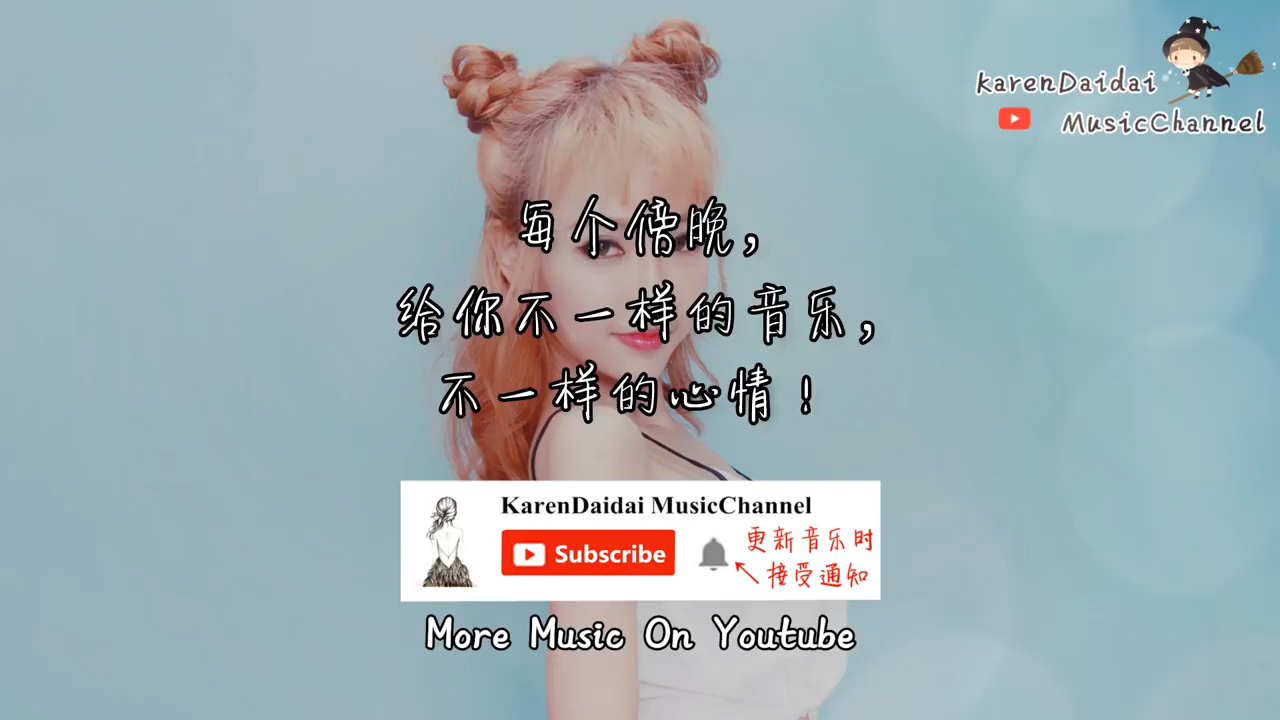 karenDaidai
MusicChannel
每个傍晚，
给你不一样的音乐，
不一样的心情！
KarenDaidai MusicChannel
Subscribe
更新音乐时
接受通知
More Music On Youtube